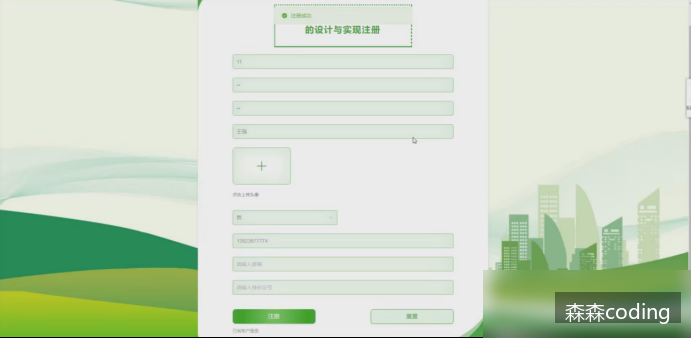 注册成功
的设计与实现注册
11
王强
点击上传头像
男
请输入邮箱
请输入身份证号
注册
重置
已有账户登录
森森coding